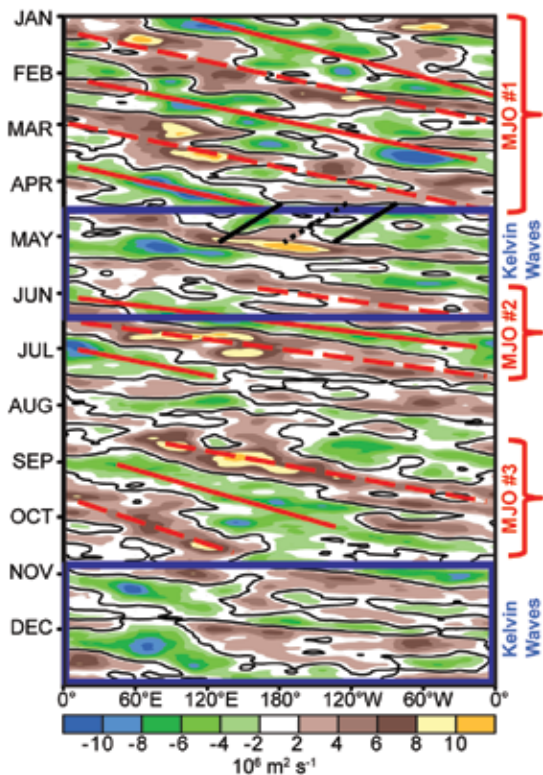 JAN
FEB
MAR
APR
MAY
JUN
JUL
AUG
SEP
OCT
NOV
DEC
MJO #1
Kelvin
Waves
MJO #2
MJO #3
Kelvin
Waves
0° 60°E 120°E 180° 120°W 60°W 0°
-10 -8 -6 -4 -2 2 4 6 8 10
10⁶ m² s⁻¹